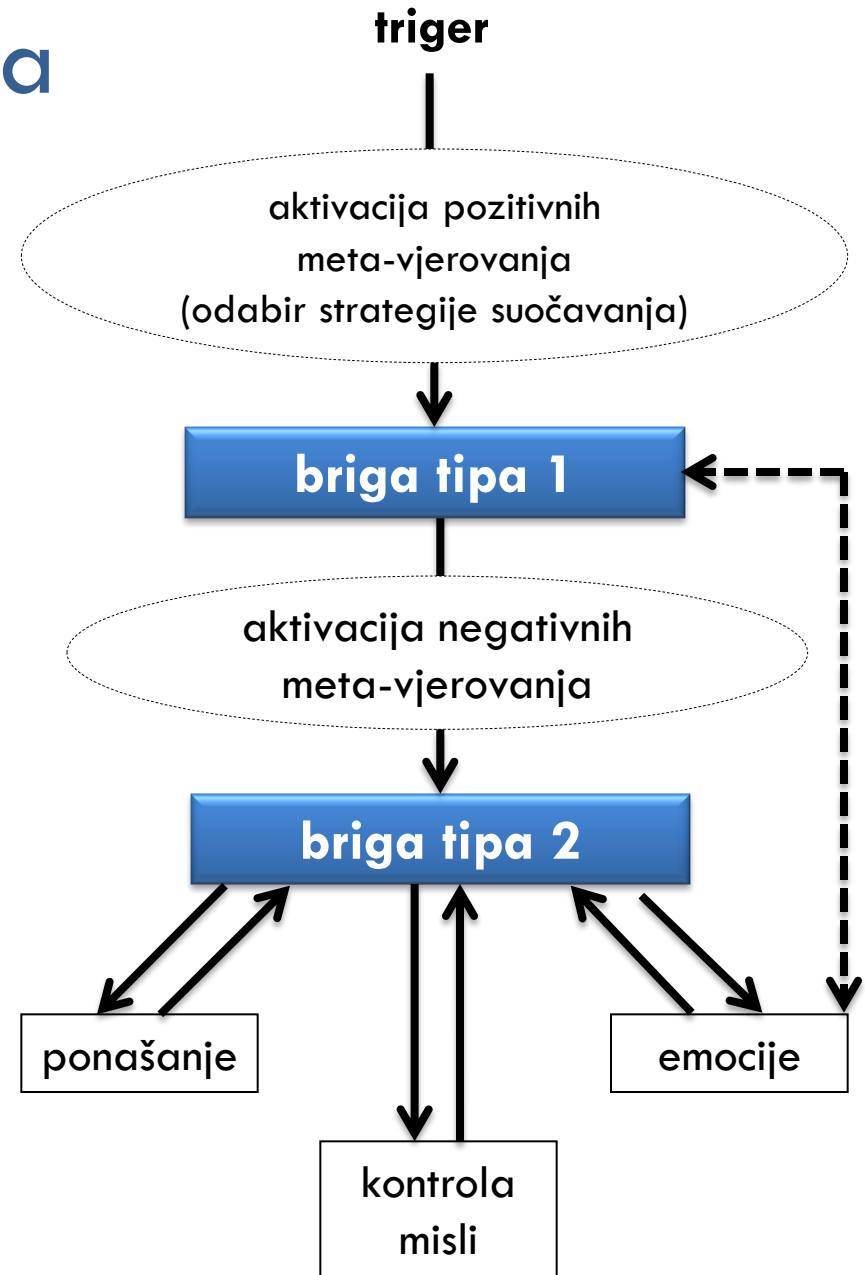 triger
a
aktivacija pozitivnih
meta-vjerovanja
(odabir strategije suočavanja)
briga tipa 1
aktivacija negativnih
meta-vjerovanja
briga tipa 2
ponašanje
emocije
kontrola
misli